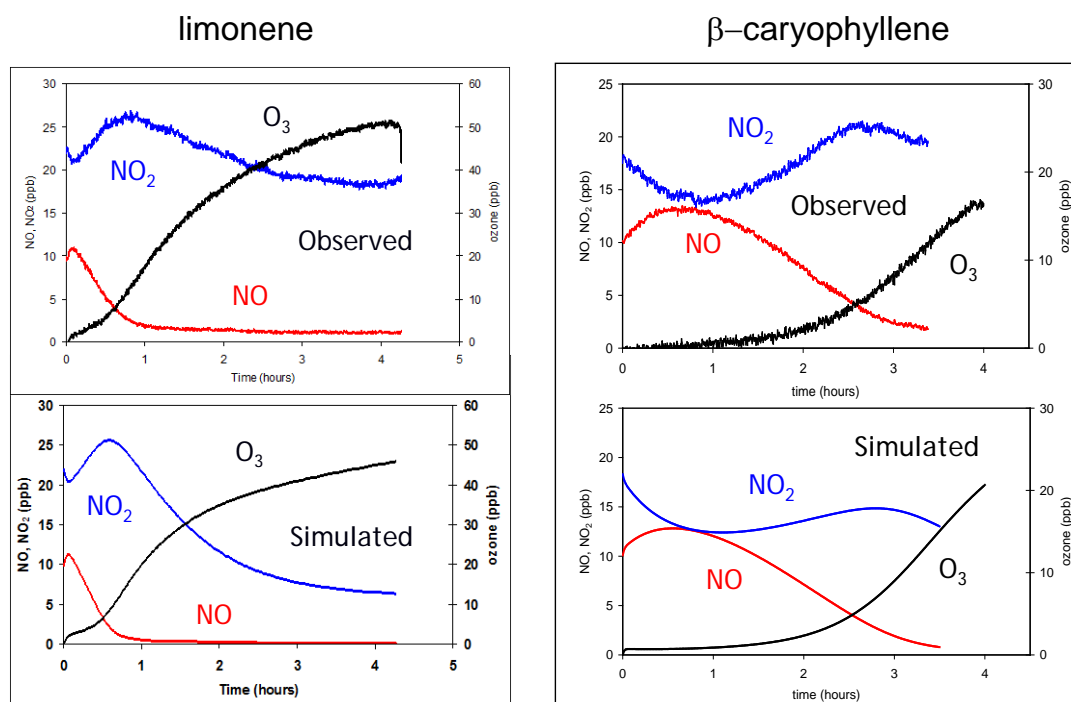 limonene
β–caryophyllene
30
25
20
15
10
5
0
NO, NOx (ppb)
60
50
40
30
20
10
0
ozone (ppb)
0
1
2
3
4
5
Time (hours)
O3
NO2
Observed
NO
25
20
15
10
5
0
NO, NO2 (ppb)
30
20
10
0
ozone (ppb)
0
1
2
3
4
time (hours)
NO2
Observed
NO
O3
30
25
20
15
10
5
0
NO, NO2 (ppb)
60
50
40
30
20
10
0
ozone (ppb)
0
1
2
3
4
5
Time (hours)
O3
NO2
Simulated
NO
25
20
15
10
5
0
NO, NO2 (ppb)
30
20
10
0
ozone (ppb)
0
1
2
3
4
time (hours)
Simulated
NO2
NO
O3